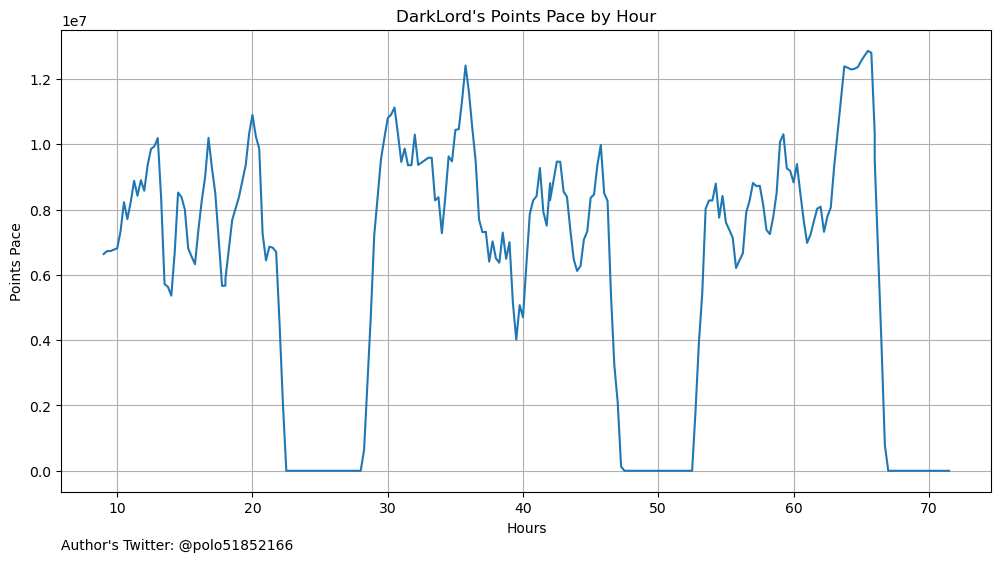 DarkLord's Points Pace by Hour
1e7
1.2
1.0
0.8
0.6
0.4
0.2
0.0
Points Pace
10 20 30 40 50 60 70
Hours
Author's Twitter: @polo51852166